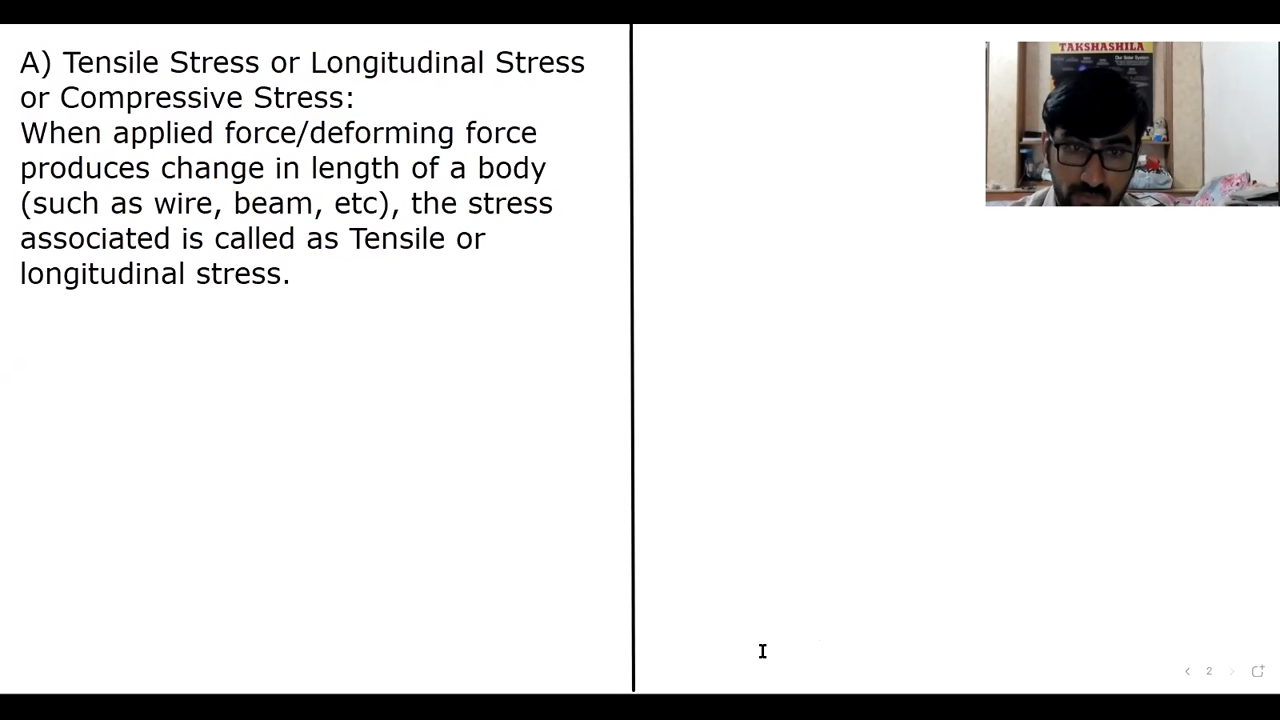 A) Tensile Stress or Longitudinal Stress
or Compressive Stress:
When applied force/deforming force
produces change in length of a body
(such as wire, beam, etc), the stress
associated is called as Tensile or
longitudinal stress.
TAKSHASHILA
2